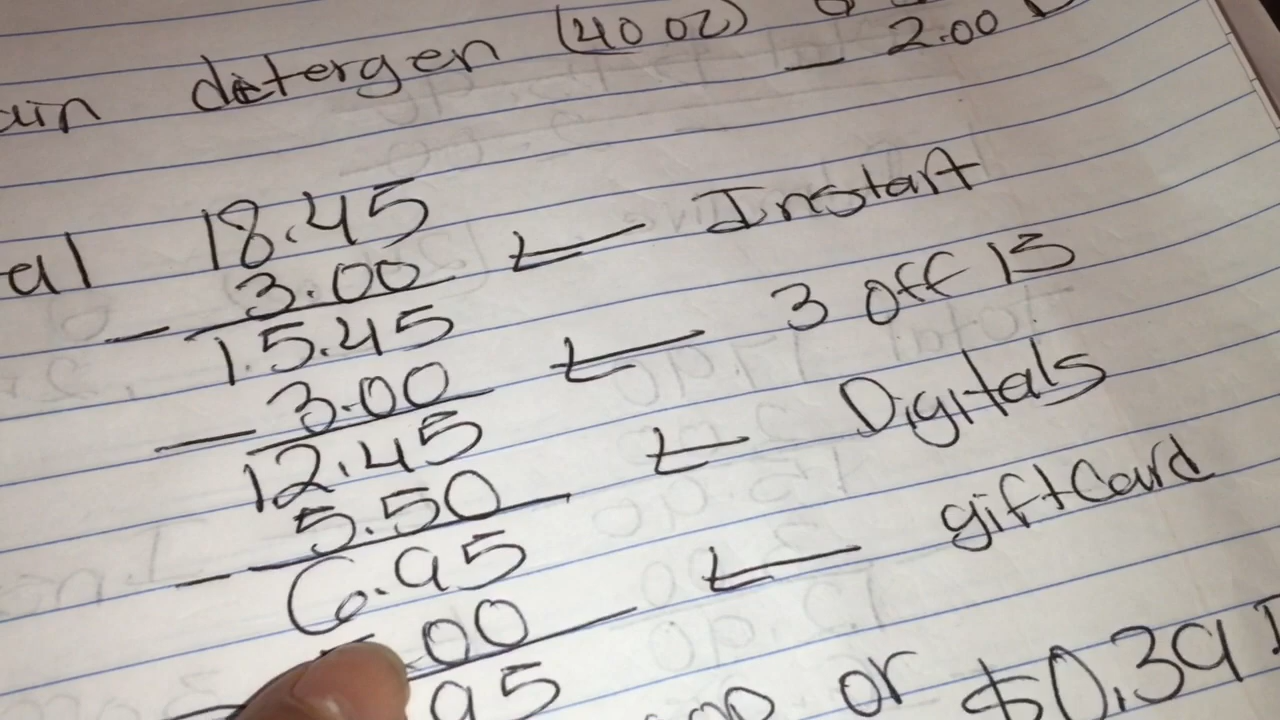 detergen (40 oz)
- 2.00
al 18.45
- 3.00 Instant
15.45
- 3.00 3 off 15
12.45
- 5.50 Digitals
6.95
.00 giftCard
95
or $0.39